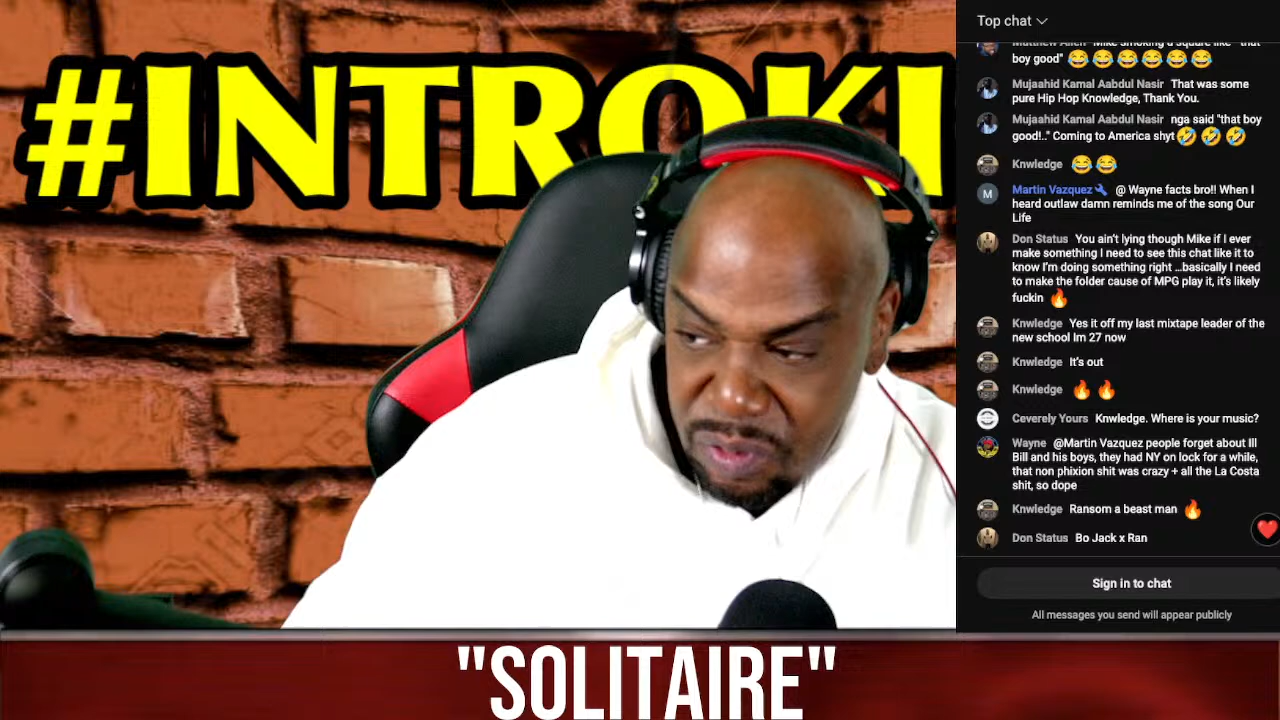 #INTROKI
Top chat
Matthew Allen Mike smoking a square like "that
boy good" 😂😂😂😂😂😂
Mujaahid Kamal Aabdul Nasir That was some
pure Hip Hop Knowledge, Thank You.
Mujaahid Kamal Aabdul Nasir nga said "that boy
good!.." Coming to America shyt🤣🤣🤣
Knwledge 😂😂
M
Martin Vazquez @ Wayne facts bro!! When I
heard outlaw damn reminds me of the song Our
Life
Don Status You ain't lying though Mike if I ever
make something I need to see this chat like it to
know I'm doing something right ...basically I need
to make the folder cause of MPG play it, it's likely
fuckin 🔥
Knwledge Yes it off my last mixtape leader of the
new school Im 27 now
Knwledge It's out
Knwledge 🔥🔥
Ceverely Yours Knwledge. Where is your music?
Wayne @Martin Vazquez people forget about Ill
Bill and his boys, they had NY on lock for a while,
that non phixion shit was crazy + all the La Costa
shit, so dope
Knwledge Ransom a beast man 🔥
Don Status Bo Jack x Ran
Sign in to chat
All messages you send will appear publicly
"SOLITAIRE"